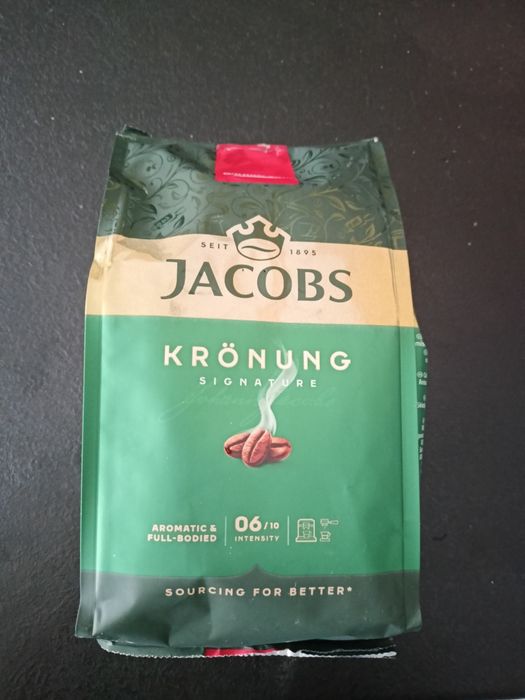 SEIT 1895
JACOBS
KRÖNUNG
SIGNATURE
AROMATIC &
FULL-BODIED
06/10
INTENSITY
SOURCING FOR BETTER*